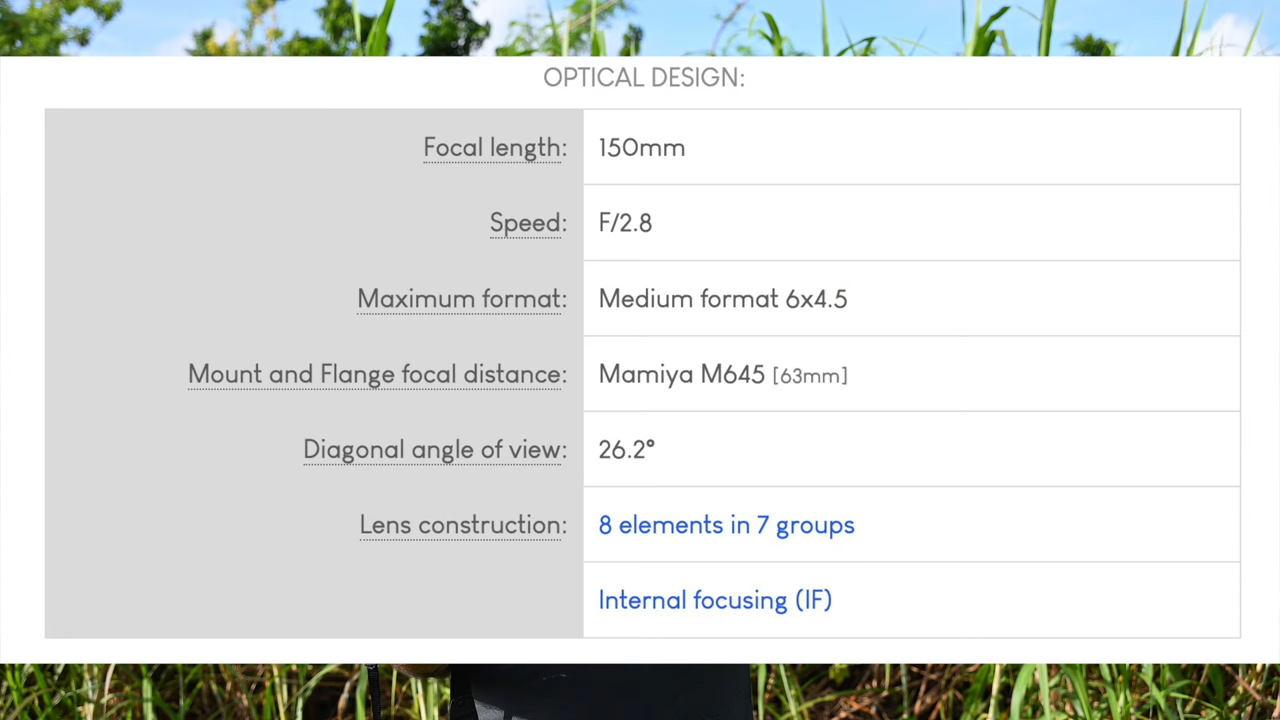 OPTICAL DESIGN:
Focal length: 150mm
Speed: F/2.8
Maximum format: Medium format 6x4.5
Mount and Flange focal distance: Mamiya M645 [63mm]
Diagonal angle of view: 26.2°
Lens construction: 8 elements in 7 groups
Internal focusing (IF)